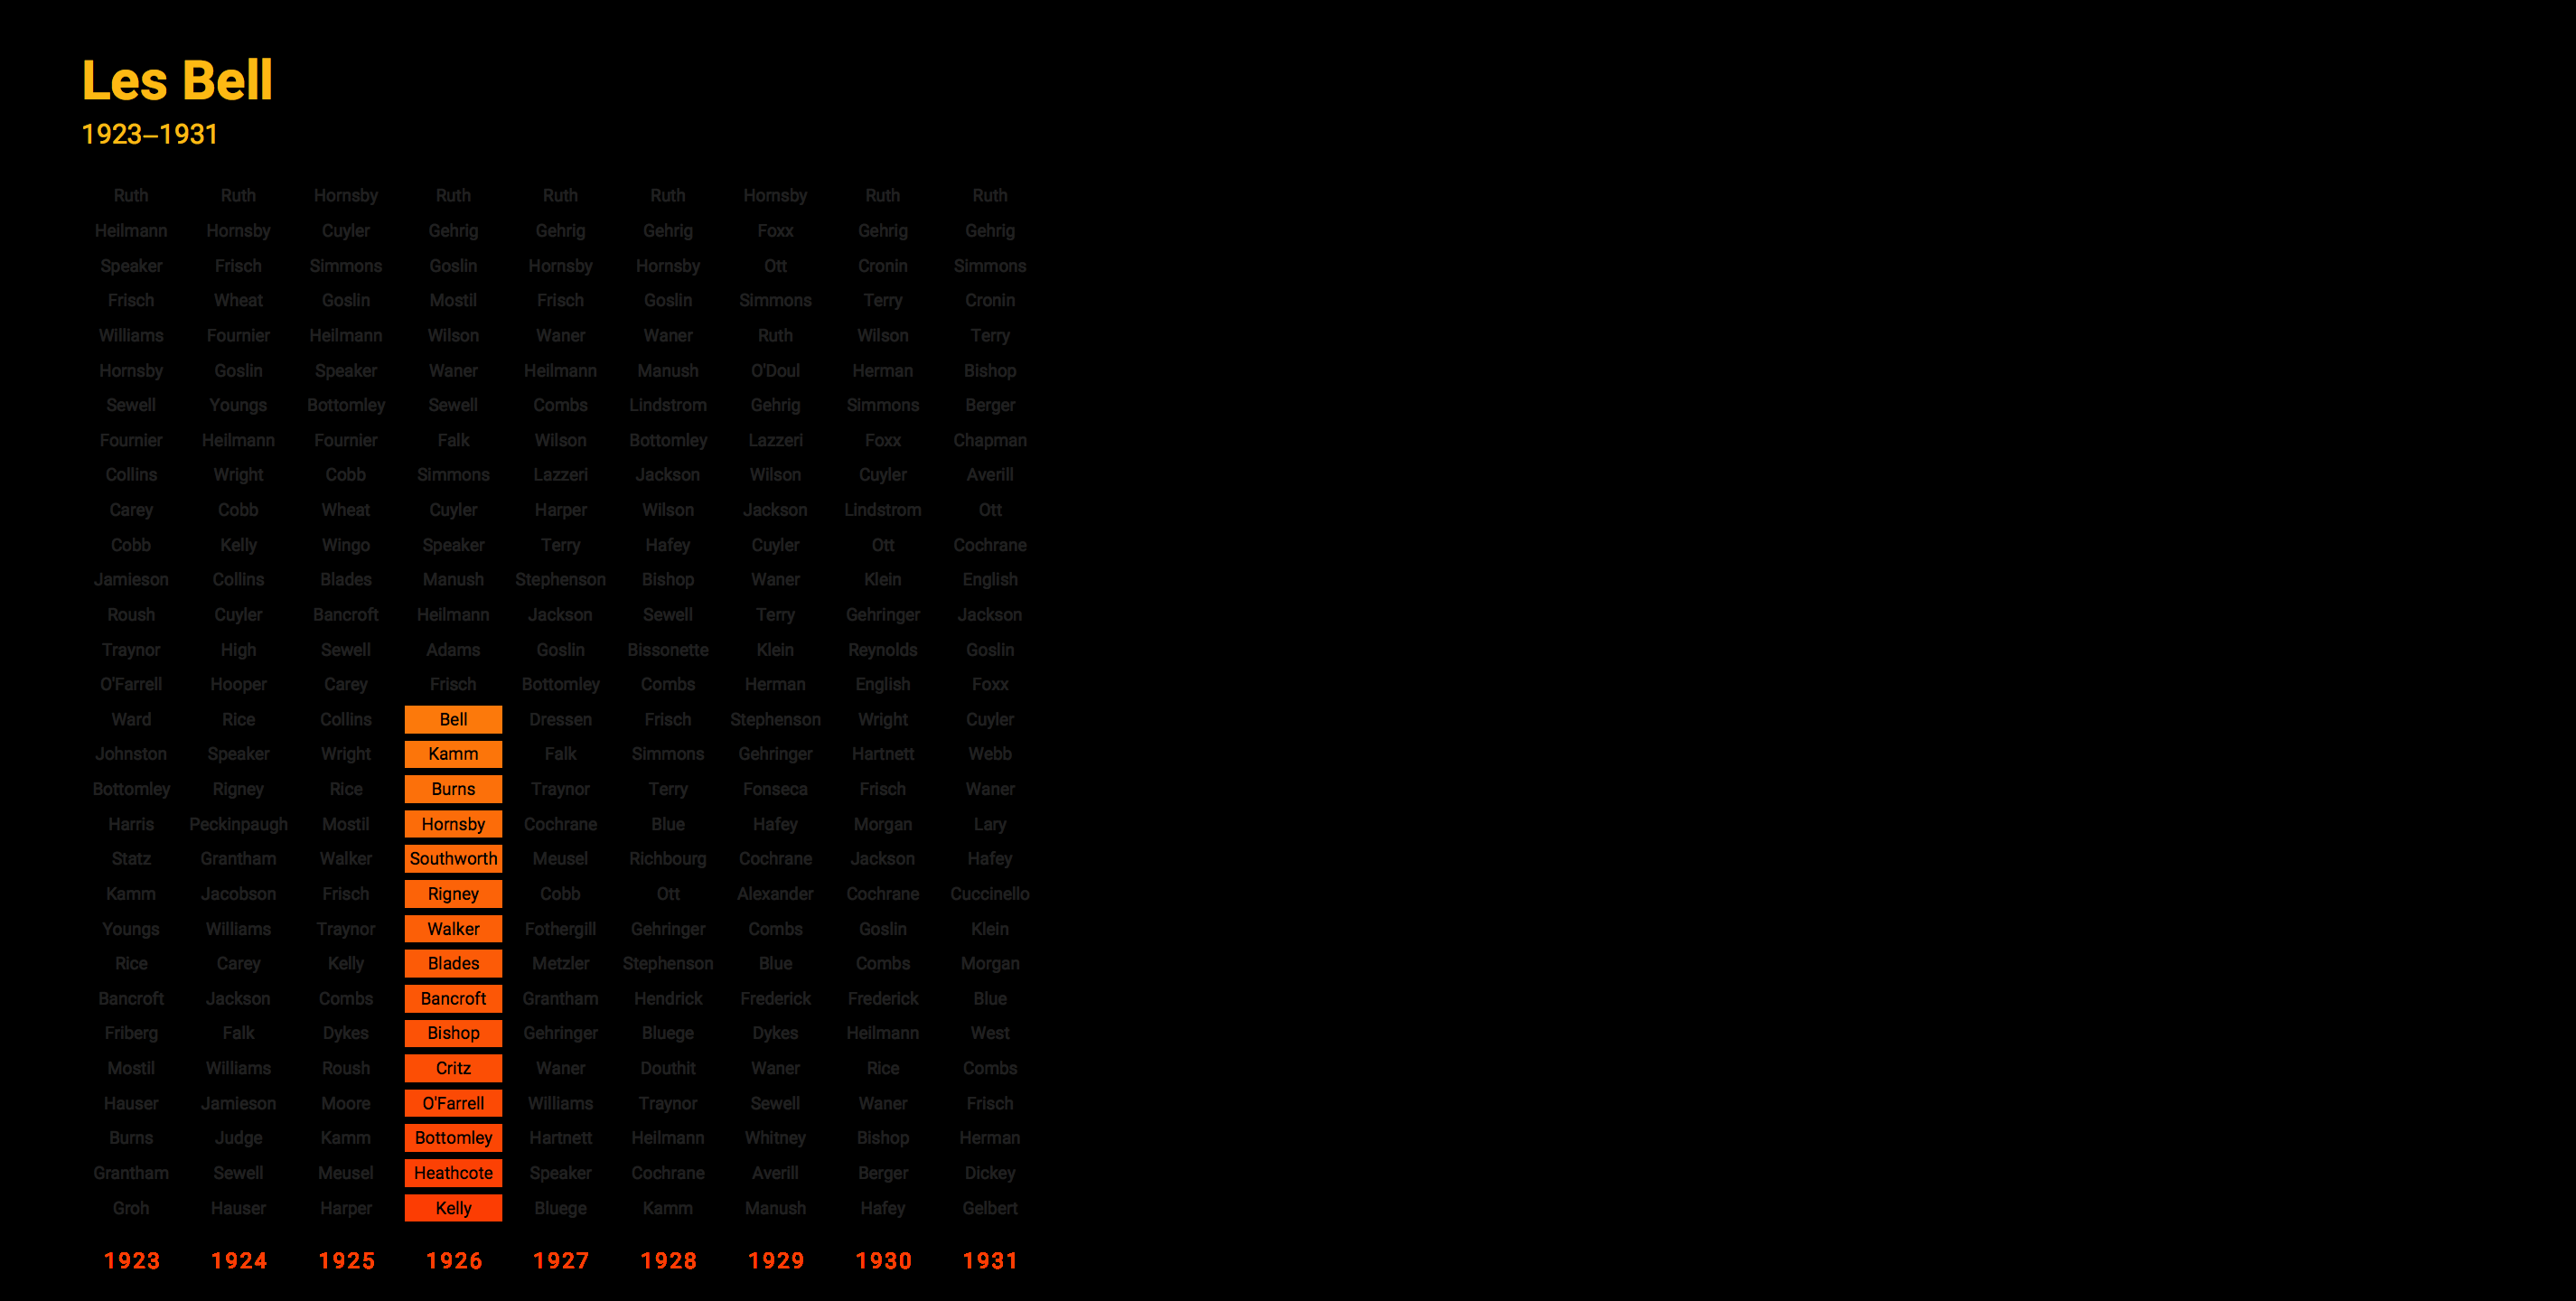 Les Bell
1923–1931
Ruth Ruth Hornsby Ruth Ruth Ruth Hornsby Ruth Ruth
Heilmann Hornsby Cuyler Gehrig Gehrig Gehrig Foxx Gehrig Gehrig
Speaker Frisch Simmons Goslin Hornsby Hornsby Ott Cronin Simmons
Frisch Wheat Goslin Mostil Frisch Goslin Simmons Terry Cronin
Williams Fournier Heilmann Wilson Waner Waner Ruth Wilson Terry
Hornsby Goslin Speaker Waner Heilmann Manush O'Doul Herman Bishop
Sewell Youngs Bottomley Sewell Combs Lindstrom Gehrig Simmons Berger
Fournier Heilmann Fournier Falk Wilson Bottomley Lazzeri Foxx Chapman
Collins Wright Cobb Simmons Lazzeri Jackson Wilson Cuyler Averill
Carey Cobb Wheat Cuyler Harper Wilson Jackson Lindstrom Ott
Cobb Kelly Wingo Speaker Terry Hafey Cuyler Ott Cochrane
Jamieson Collins Blades Manush Stephenson Bishop Waner Klein English
Roush Cuyler Bancroft Heilmann Jackson Sewell Terry Gehringer Jackson
Traynor High Sewell Adams Goslin Bissonette Klein Reynolds Goslin
O'Farrell Hooper Carey Frisch Bottomley Combs Herman English Foxx
Ward Rice Collins Bell Dressen Frisch Stephenson Wright Cuyler
Johnston Speaker Wright Kamm Falk Simmons Gehringer Hartnett Webb
Bottomley Rigney Rice Burns Traynor Terry Fonseca Frisch Waner
Harris Peckinpaugh Mostil Hornsby Cochrane Blue Hafey Morgan Lary
Statz Grantham Walker Southworth Meusel Richbourg Cochrane Jackson Hafey
Kamm Jacobson Frisch Rigney Cobb Ott Alexander Cochrane Cuccinello
Youngs Williams Traynor Walker Fothergill Gehringer Combs Goslin Klein
Rice Carey Kelly Blades Metzler Stephenson Blue Combs Morgan
Bancroft Jackson Combs Bancroft Grantham Hendrick Frederick Frederick Blue
Friberg Falk Dykes Bishop Gehringer Bluege Dykes Heilmann West
Mostil Williams Roush Critz Waner Douthit Waner Rice Combs
Hauser Jamieson Moore O'Farrell Williams Traynor Sewell Waner Frisch
Burns Judge Kamm Bottomley Hartnett Heilmann Whitney Bishop Herman
Grantham Sewell Meusel Heathcote Speaker Cochrane Averill Berger Dickey
Groh Hauser Harper Kelly Bluege Kamm Manush Hafey Gelbert
1923 1924 1925 1926 1927 1928 1929 1930 1931